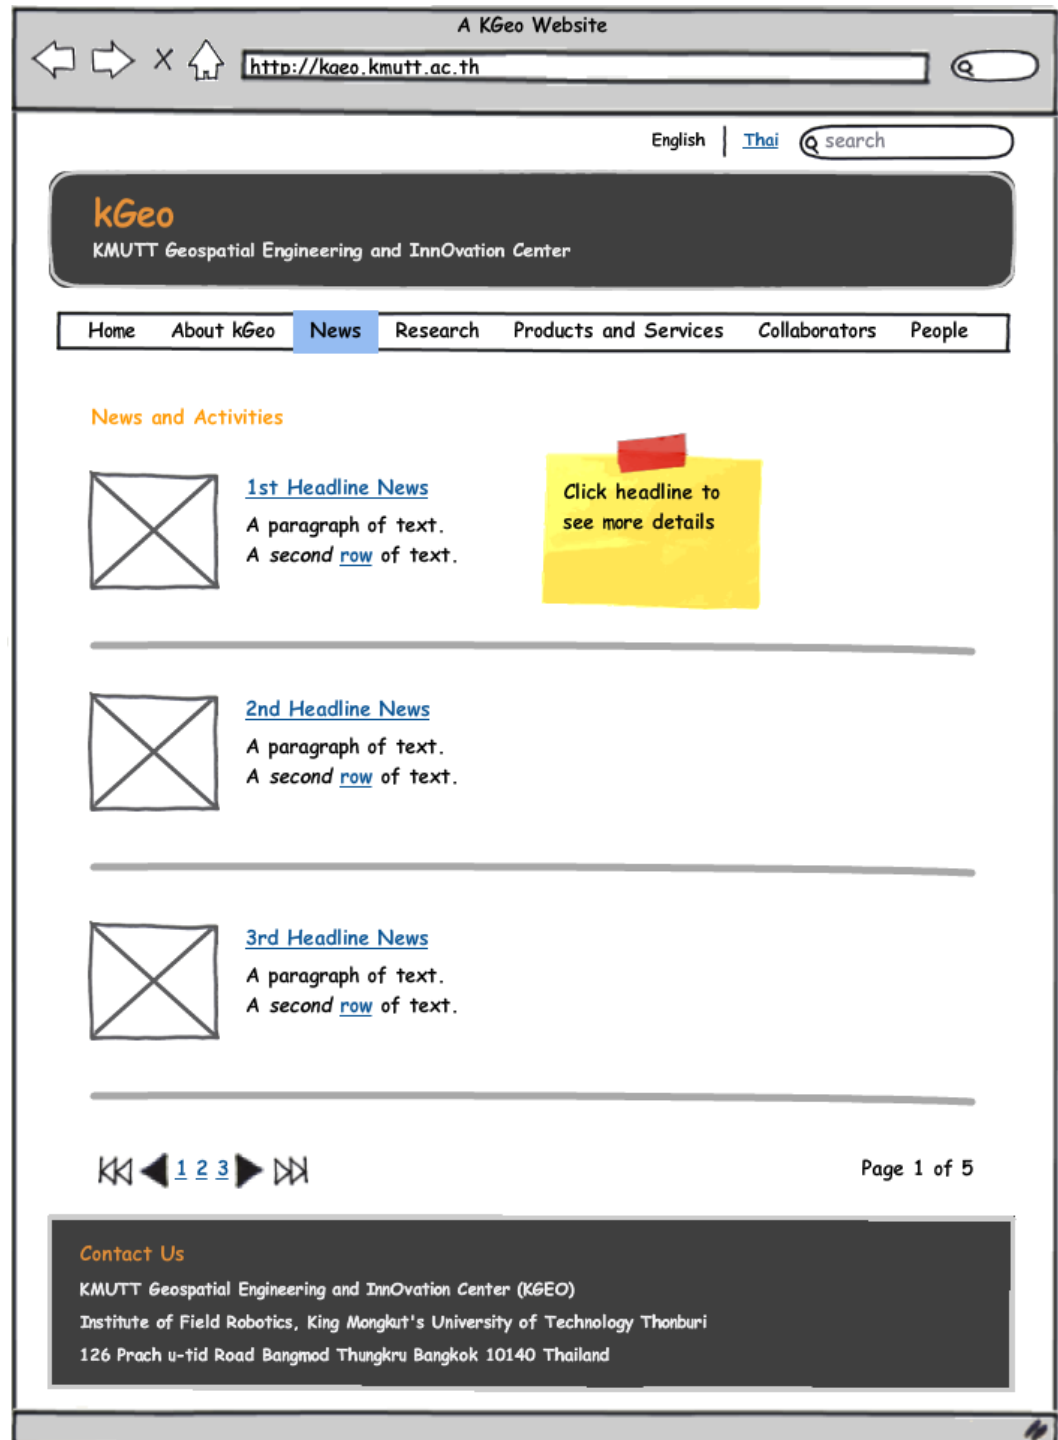 A KGeo Website
http://kgeo.kmutt.ac.th
English | Thai search
kGeo
KMUTT Geospatial Engineering and InnOvation Center
Home About kGeo News Research Products and Services Collaborators People
News and Activities
1st Headline News
A paragraph of text.
A second row of text.
Click headline to
see more details
2nd Headline News
A paragraph of text.
A second row of text.
3rd Headline News
A paragraph of text.
A second row of text.
1 2 3
Page 1 of 5
Contact Us
KMUTT Geospatial Engineering and InnOvation Center (KGEO)
Institute of Field Robotics, King Mongkut's University of Technology Thonburi
126 Prach u-tid Road Bangmod Thungkru Bangkok 10140 Thailand